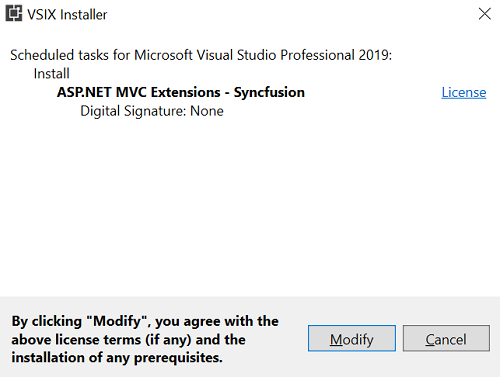 VSIX Installer
Scheduled tasks for Microsoft Visual Studio Professional 2019:
Install
ASP.NET MVC Extensions - Syncfusion License
Digital Signature: None
By clicking "Modify", you agree with the
above license terms (if any) and the
installation of any prerequisites.
Modify Cancel